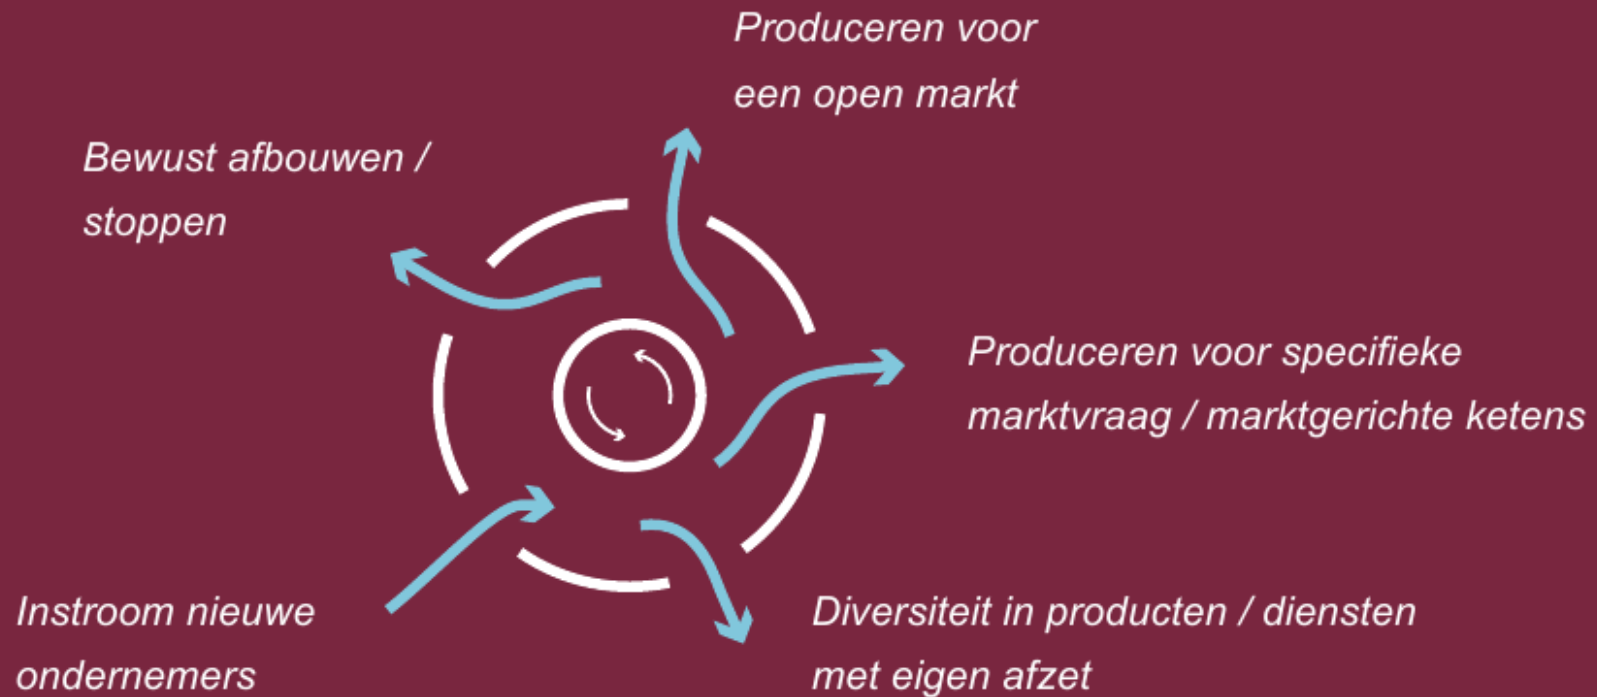 Produceren voor
een open markt
Bewust afbouwen /
stoppen
Produceren voor specifieke
marktvraag / marktgerichte ketens
Instroom nieuwe
ondernemers
Diversiteit in producten / diensten
met eigen afzet